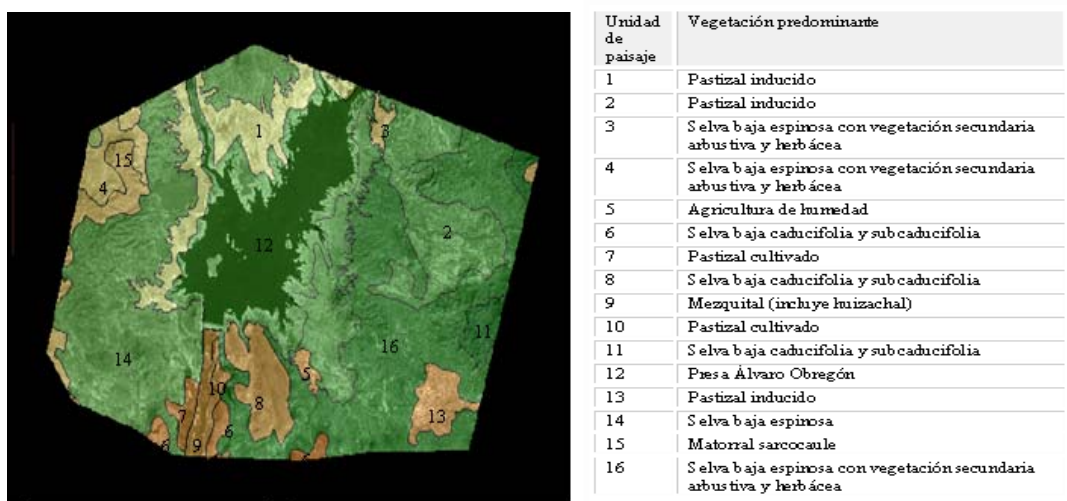 1
3
15
4
2
12
11
16
14
5
10
8
7
13
6
6
9
6
Unidad de paisaje Vegetación predominante
1 Pastizal inducido
2 Pastizal inducido
3 Selva baja espinosa con vegetación secundaria
arbustiva y herbácea
4 Selva baja espinosa con vegetación secundaria
arbustiva y herbácea
5 Agricultura de humedad
6 Selva baja caducifolia y subcaducifolia
7 Pastizal cultivado
8 Selva baja caducifolia y subcaducifolia
9 Mezquital (incluye huizachal)
10 Pastizal cultivado
11 Selva baja caducifolia y subcaducifolia
12 Presa Álvaro Obregón
13 Pastizal inducido
14 Selva baja espinosa
15 Matorral sarcocaule
16 Selva baja espinosa con vegetación secundaria
arbustiva y herbácea